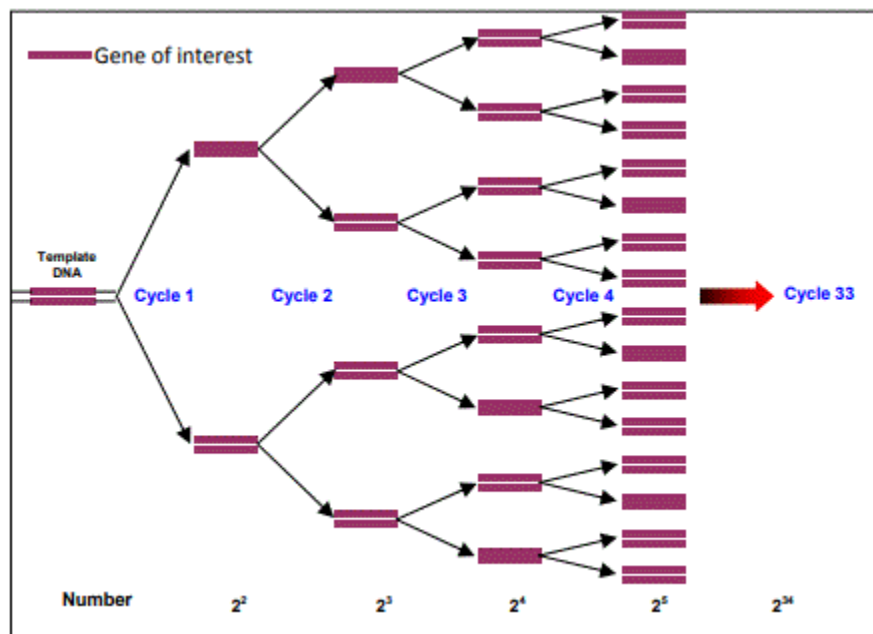 Gene of interest
Template
DNA
Cycle 1
Cycle 2
Cycle 3
Cycle 4
Cycle 33
Number
2²
2³
2⁴
2⁵
2³⁴